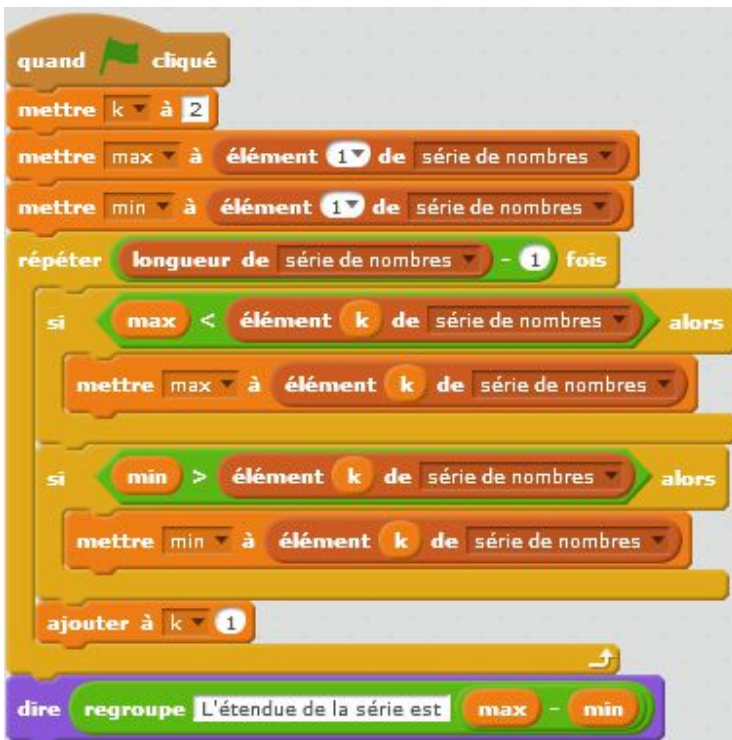 quand cliqué
mettre k à 2
mettre max à élément 1 de série de nombres
mettre min à élément 1 de série de nombres
répéter longueur de série de nombres - 1 fois
si max < élément k de série de nombres alors
mettre max à élément k de série de nombres
si min > élément k de série de nombres alors
mettre min à élément k de série de nombres
ajouter à k 1
dire regroupe L'étendue de la série est max - min